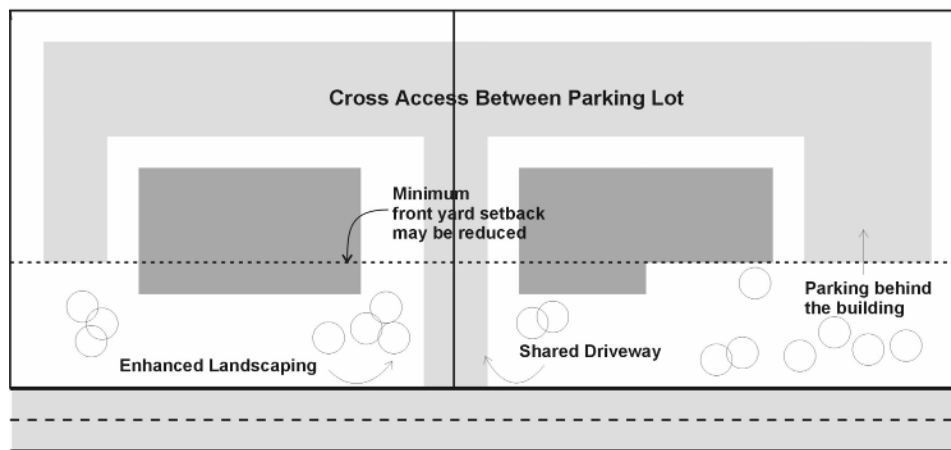 Cross Access Between Parking Lot
Minimum
front yard setback
may be reduced
Parking behind
the building
Enhanced Landscaping
Shared Driveway